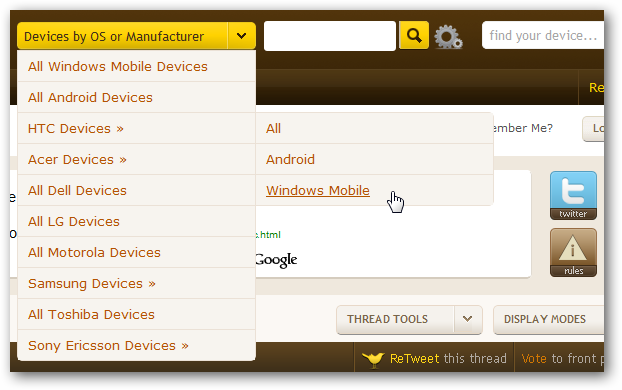 Devices by OS or Manufacturer
find your device...
All Windows Mobile Devices
All Android Devices
HTC Devices »
All
Acer Devices »
Android
All Dell Devices
Windows Mobile
All LG Devices
All Motorola Devices
Samsung Devices »
All Toshiba Devices
Sony Ericsson Devices »
Re
ember Me?
Lo
.html
Google
twitter
rules
THREAD TOOLS
DISPLAY MODES
ReTweet this thread
Vote to front p